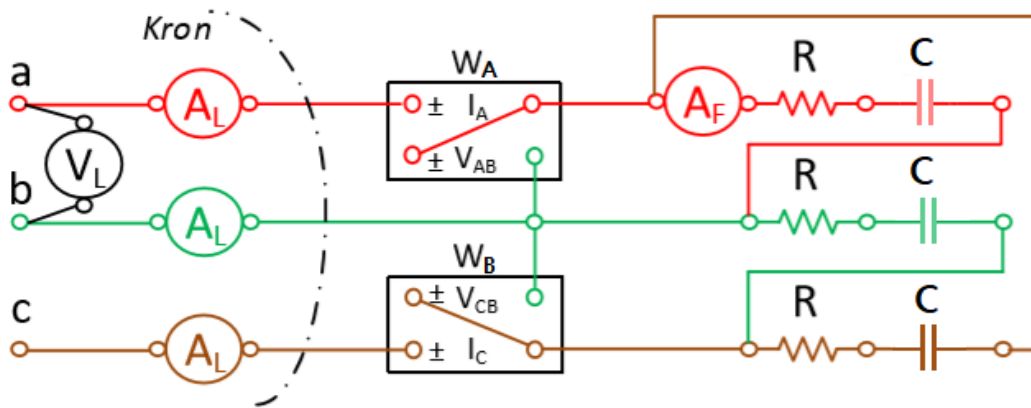 Kron
a
A_L
W_A
± I_A
± V_AB
A_F
R
C
V_L
b
A_L
R
C
W_B
± V_CB
± I_C
c
A_L
R
C